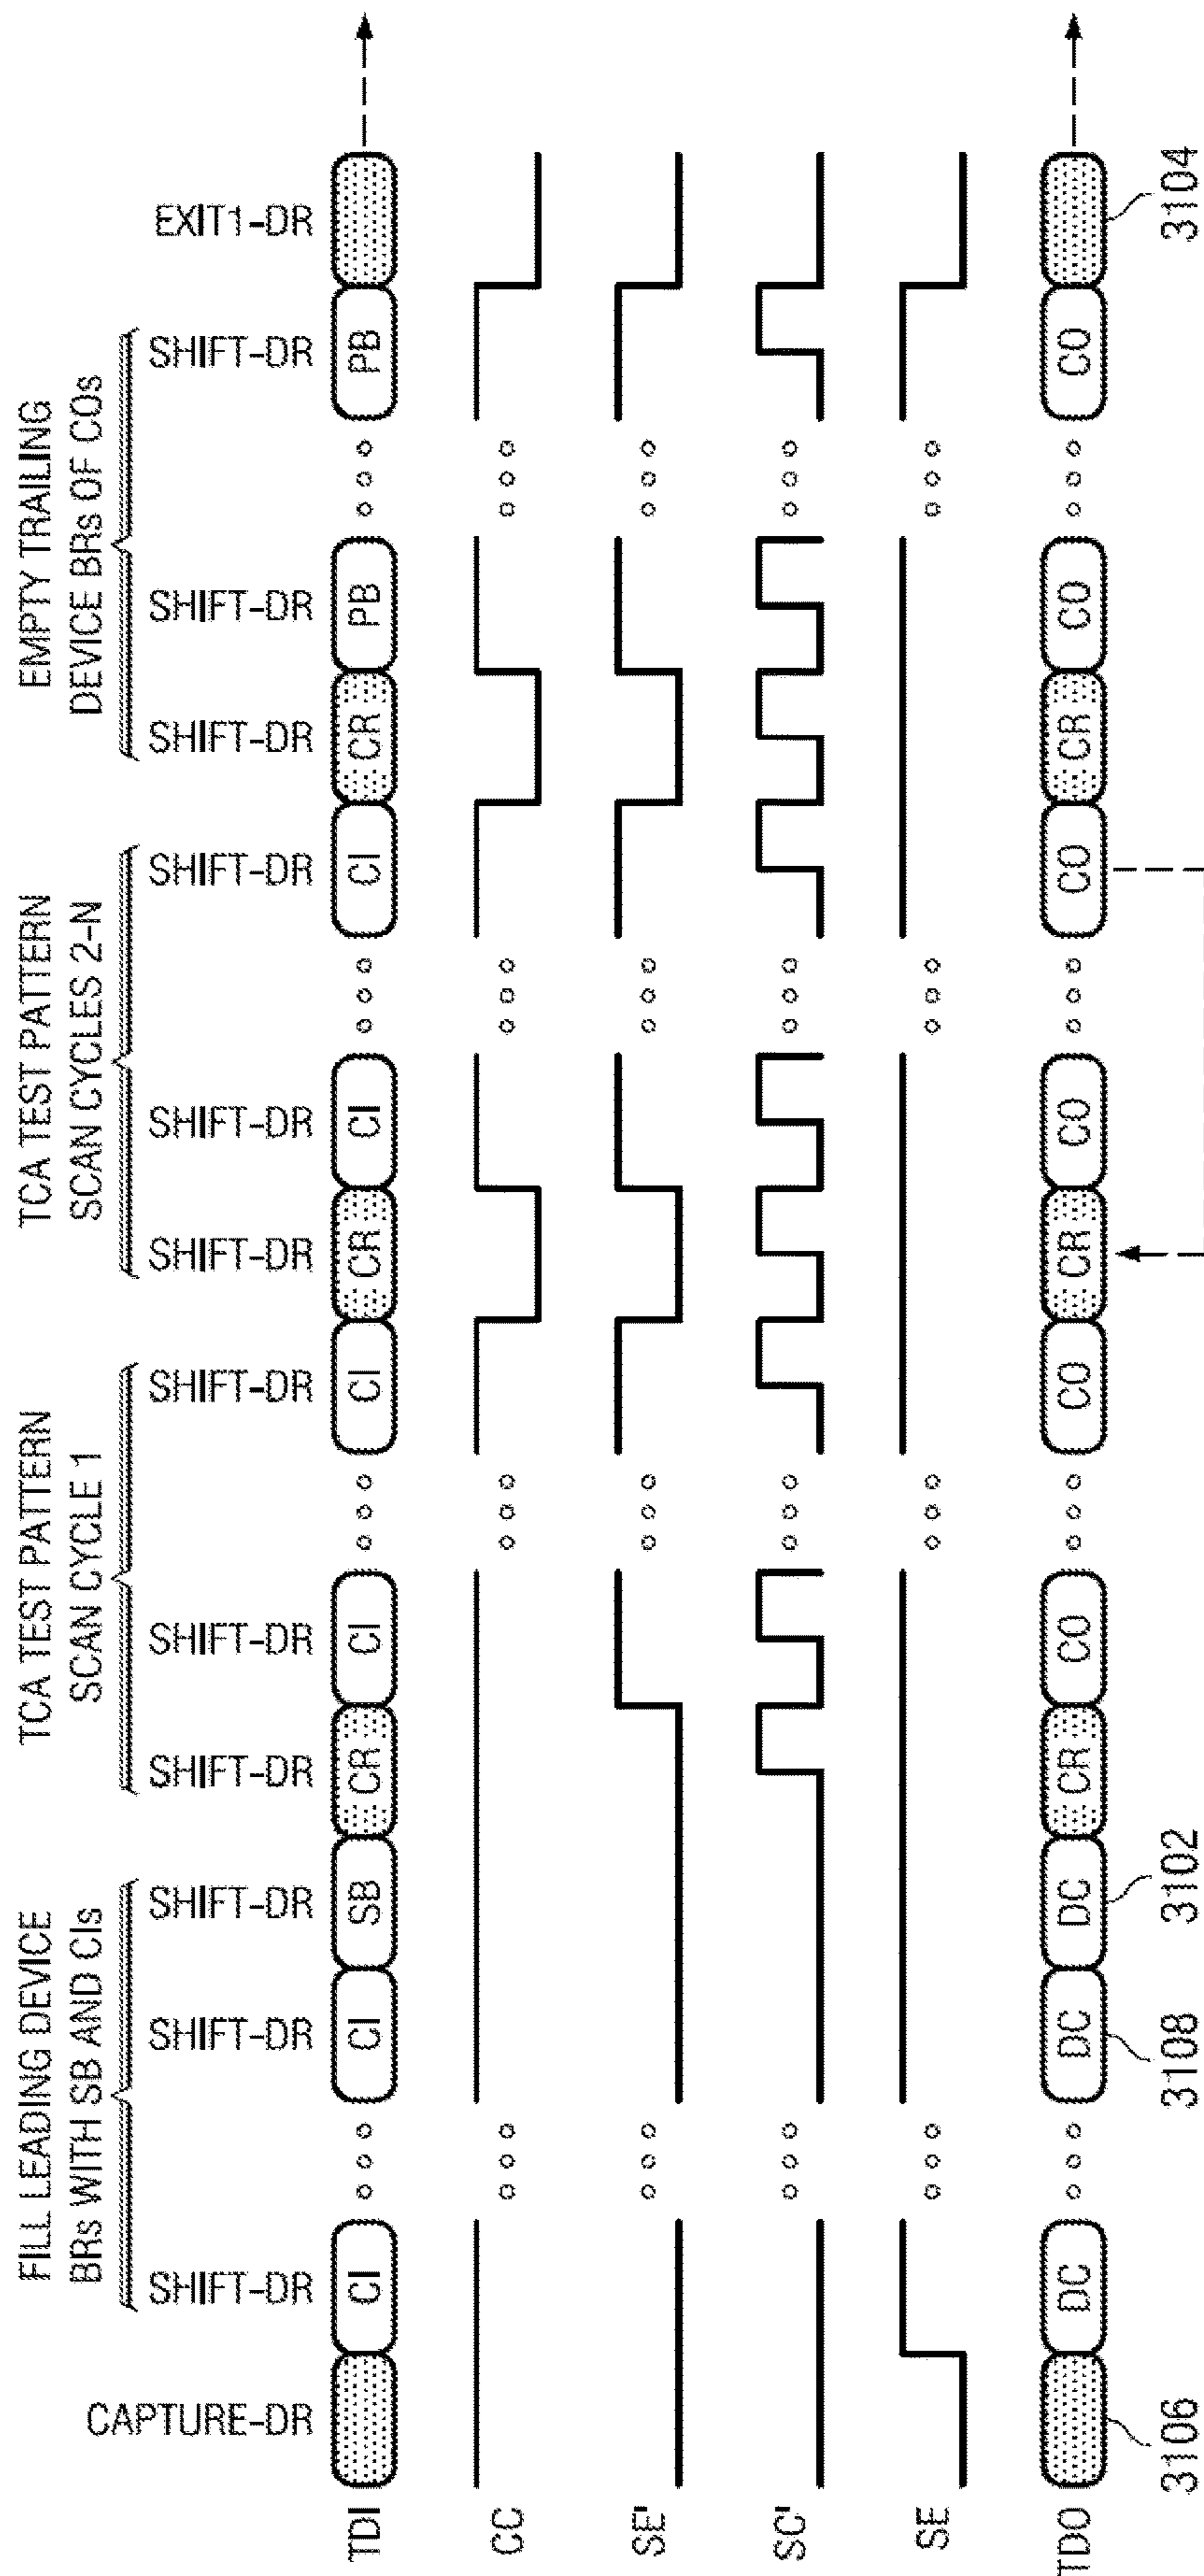 FILL LEADING DEVICE
BRs WITH SB AND CIs
TCA TEST PATTERN
SCAN CYCLE 1
TCA TEST PATTERN
SCAN CYCLES 2-N
EMPTY TRAILING
DEVICE BRs OF COs
CAPTURE-DR SHIFT-DR SHIFT-DR SHIFT-DR SHIFT-DR SHIFT-DR SHIFT-DR SHIFT-DR SHIFT-DR SHIFT-DR SHIFT-DR SHIFT-DR SHIFT-DR EXIT1-DR
TDI CI CI SB CR CI CI CR CI CI CR PB PB
CC
SE'
SC'
SE
TDO DC DC DC CR CO CO CR CO CO CR CO CO
3106 3108 3102 3104